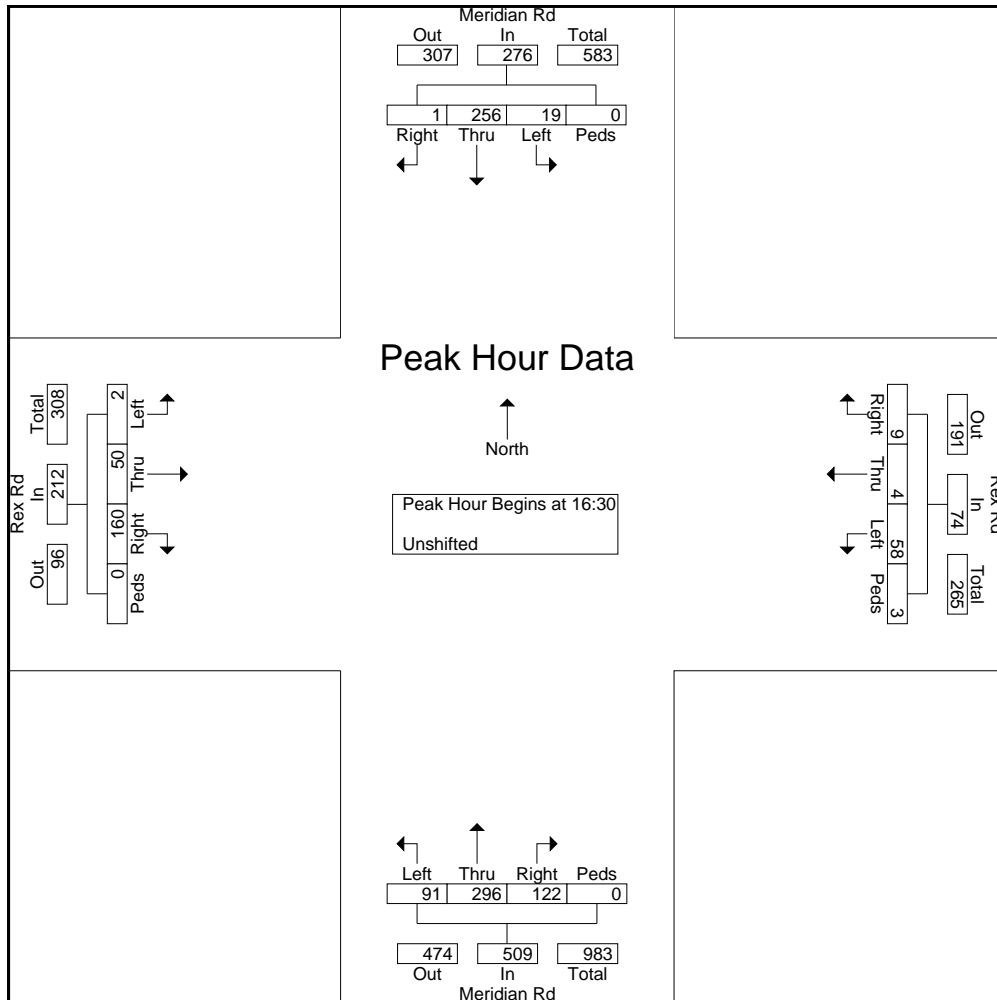 Meridian Rd
Out In Total
307 276 583
1 256 19 0
Right Thru Left Peds
Peak Hour Data
North
Peak Hour Begins at 16:30
Unshifted
Rex Rd
Out In Total
96 212 308
2 50 160 0
Left Thru Right Peds
Rex Rd
Out In Total
191 74 265
9 4 58 3
Right Thru Left Peds
Left Thru Right Peds
91 296 122 0
474 509 983
Out In Total
Meridian Rd